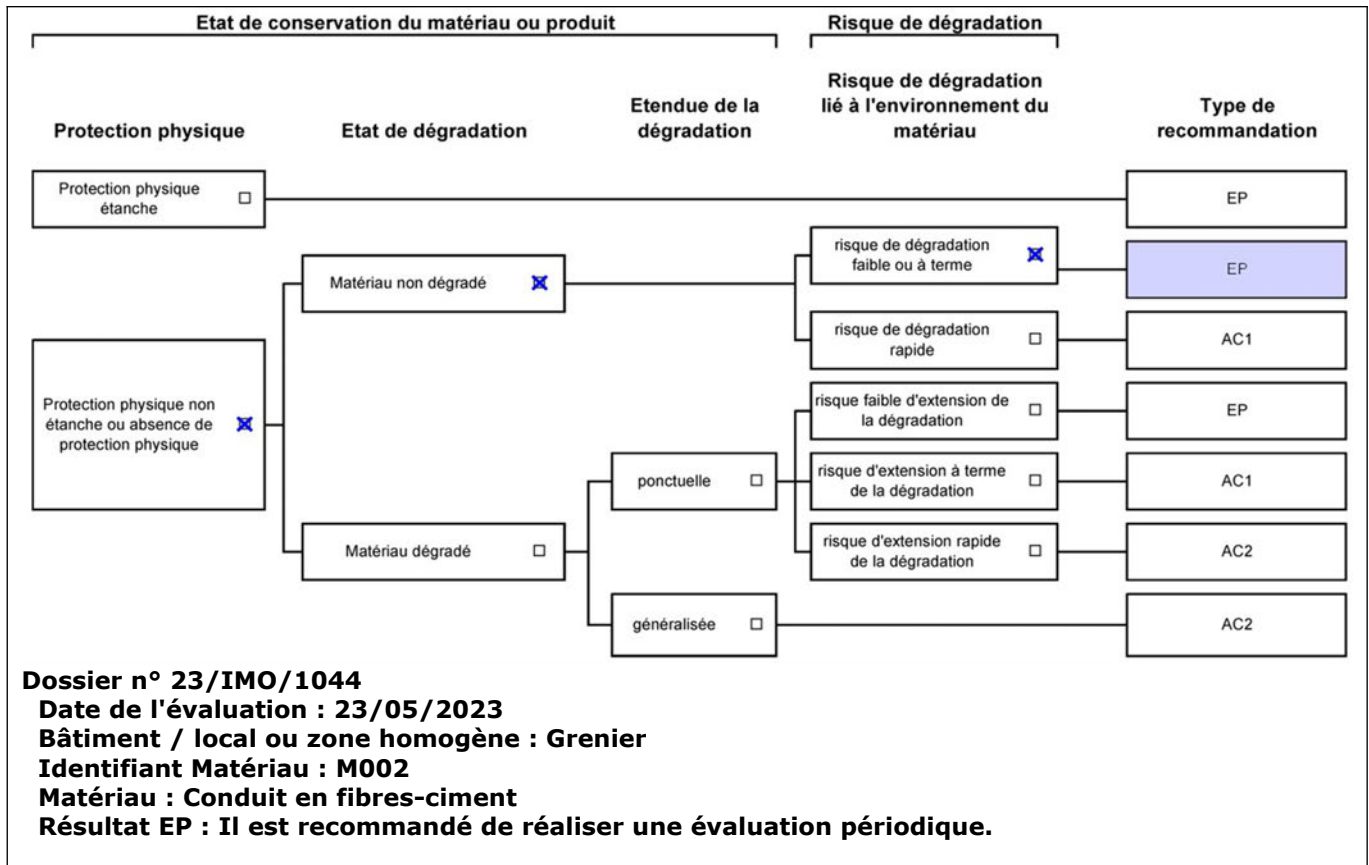 Etat de conservation du matériau ou produit
Risque de dégradation
Protection physique
Etat de dégradation
Etendue de la
dégradation
Risque de dégradation
lié à l'environnement du
matériau
Type de
recommandation
Protection physique
étanche
EP
risque de dégradation
faible ou à terme
EP
Matériau non dégradé
risque de dégradation
rapide
AC1
Protection physique non
étanche ou absence de
protection physique
risque faible d'extension de
la dégradation
EP
ponctuelle
risque d'extension à terme
de la dégradation
AC1
Matériau dégradé
risque d'extension rapide
de la dégradation
AC2
généralisée
AC2
Dossier n° 23/IMO/1044
Date de l'évaluation : 23/05/2023
Bâtiment / local ou zone homogène : Grenier
Identifiant Matériau : M002
Matériau : Conduit en fibres-ciment
Résultat EP : Il est recommandé de réaliser une évaluation périodique.